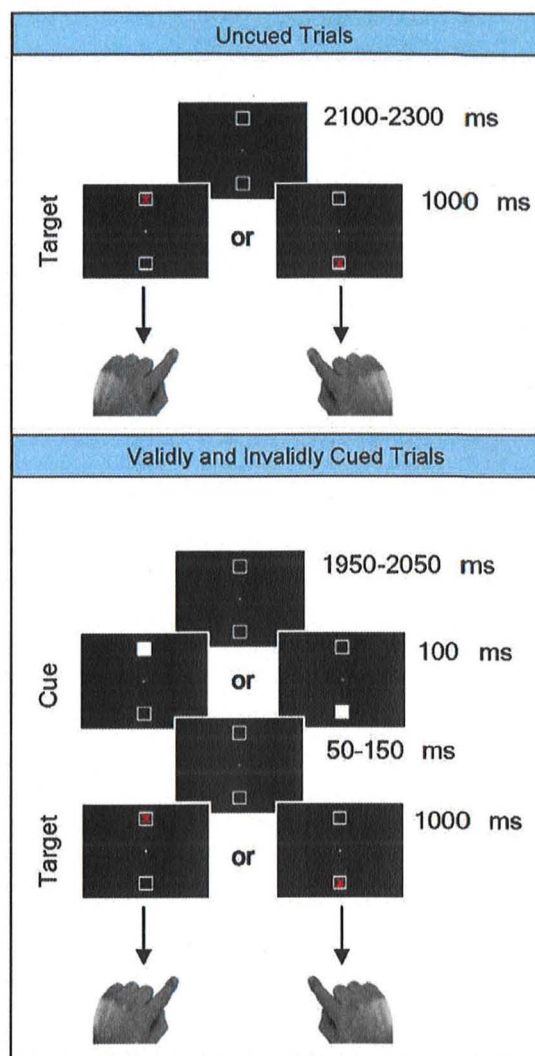 Uncued Trials
2100-2300 ms
Target
or
1000 ms
Validly and Invalidly Cued Trials
1950-2050 ms
Cue
or
100 ms
50-150 ms
Target
or
1000 ms